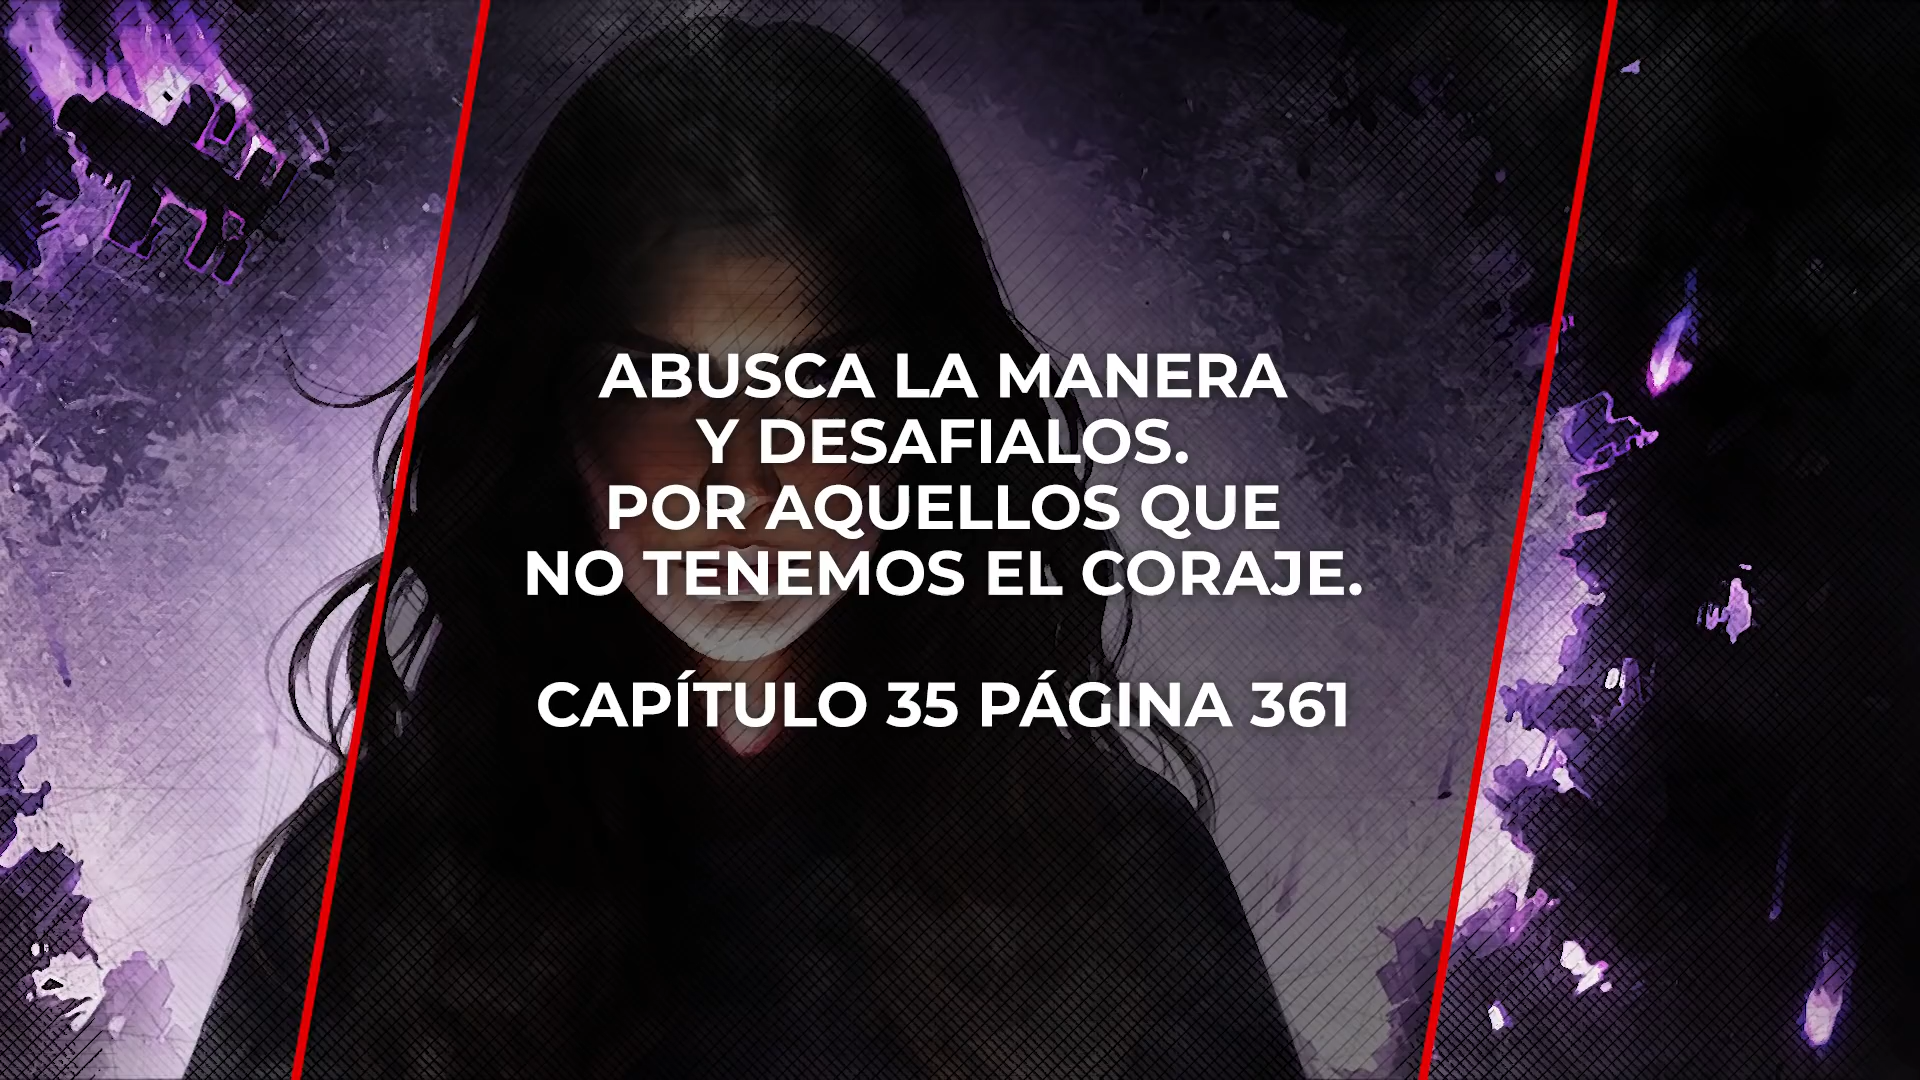 ABUSCA LA MANERA
Y DESAFIALOS.
POR AQUELLOS QUE
NO TENEMOS EL CORAJE.
CAPÍTULO 35 PÁGINA 361